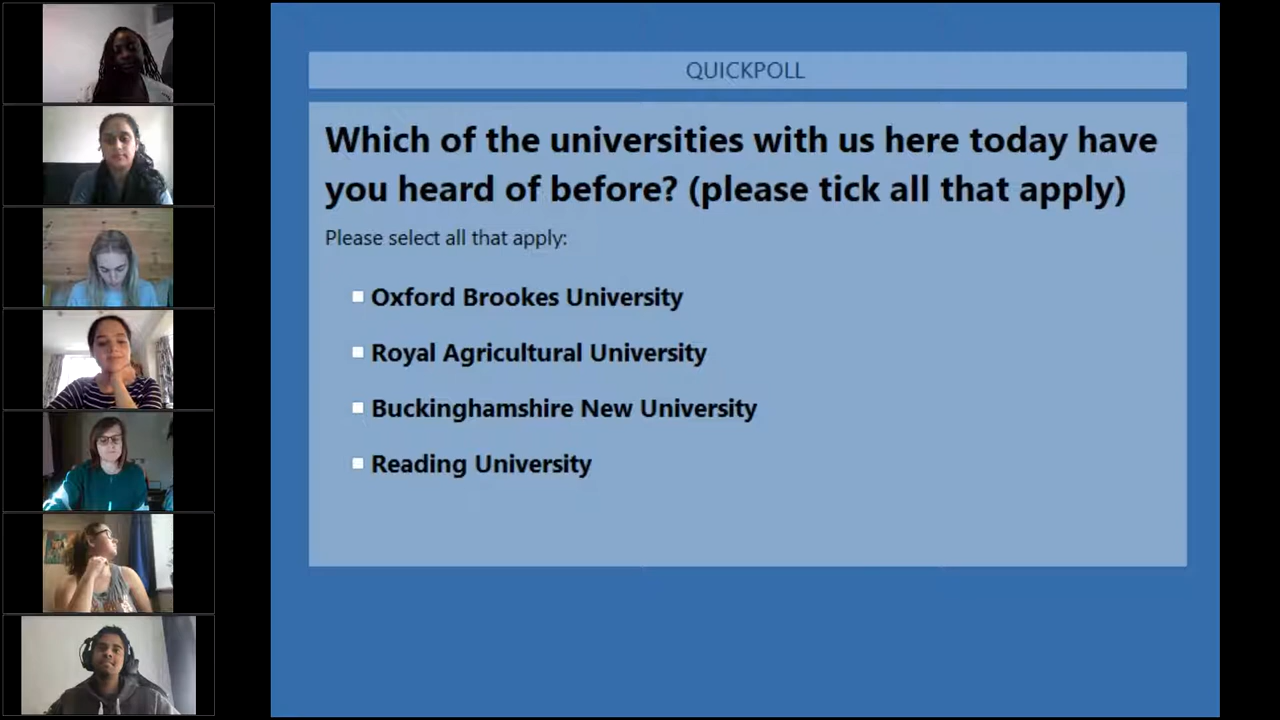 QUICKPOLL
Which of the universities with us here today have
you heard of before? (please tick all that apply)
Please select all that apply:
Oxford Brookes University
Royal Agricultural University
Buckinghamshire New University
Reading University